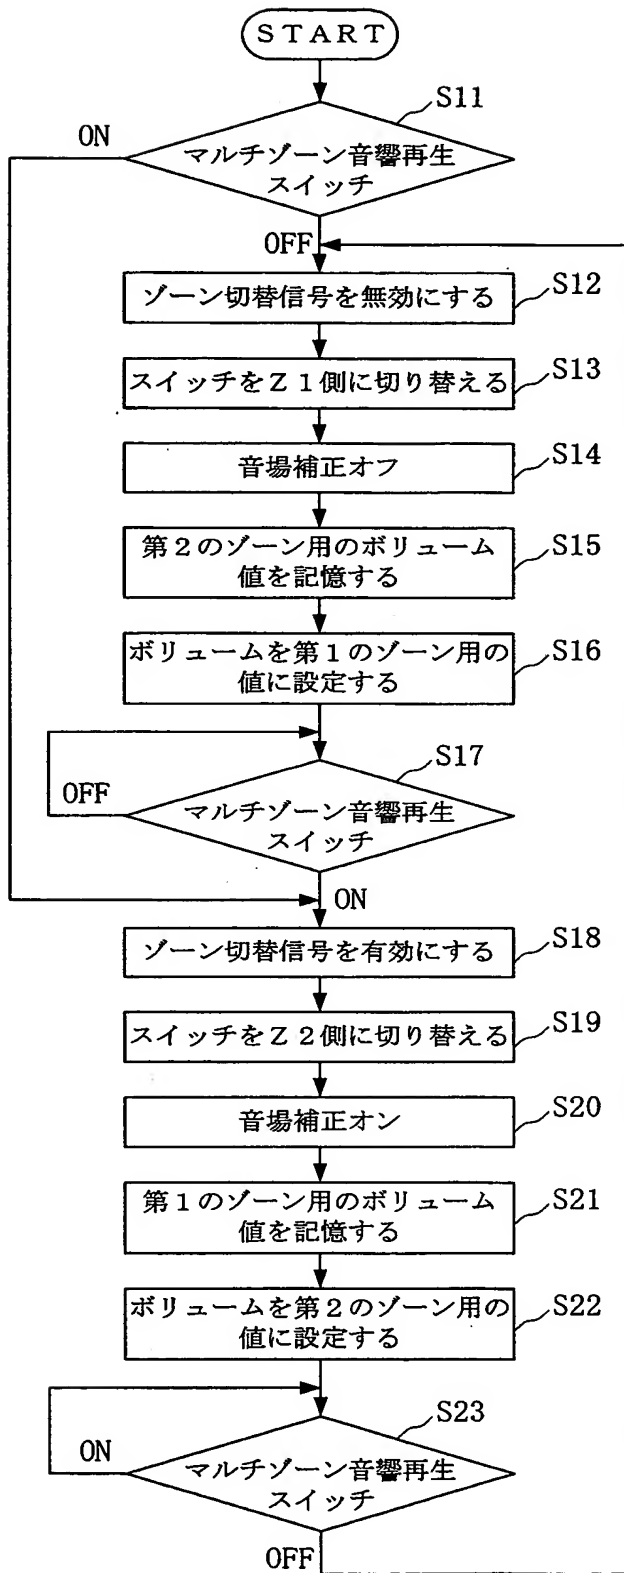 ＳＴＡＲＴ
S11
ON
マルチゾーン音響再生
スイッチ
OFF
ゾーン切替信号を無効にする
S12
スイッチをＺ１側に切り替える
S13
音場補正オフ
S14
第２のゾーン用のボリューム
値を記憶する
S15
ボリュームを第１のゾーン用の
値に設定する
S16
S17
OFF
マルチゾーン音響再生
スイッチ
ON
ゾーン切替信号を有効にする
S18
スイッチをＺ２側に切り替える
S19
音場補正オン
S20
第１のゾーン用のボリューム
値を記憶する
S21
ボリュームを第２のゾーン用の
値に設定する
S22
S23
ON
マルチゾーン音響再生
スイッチ
OFF